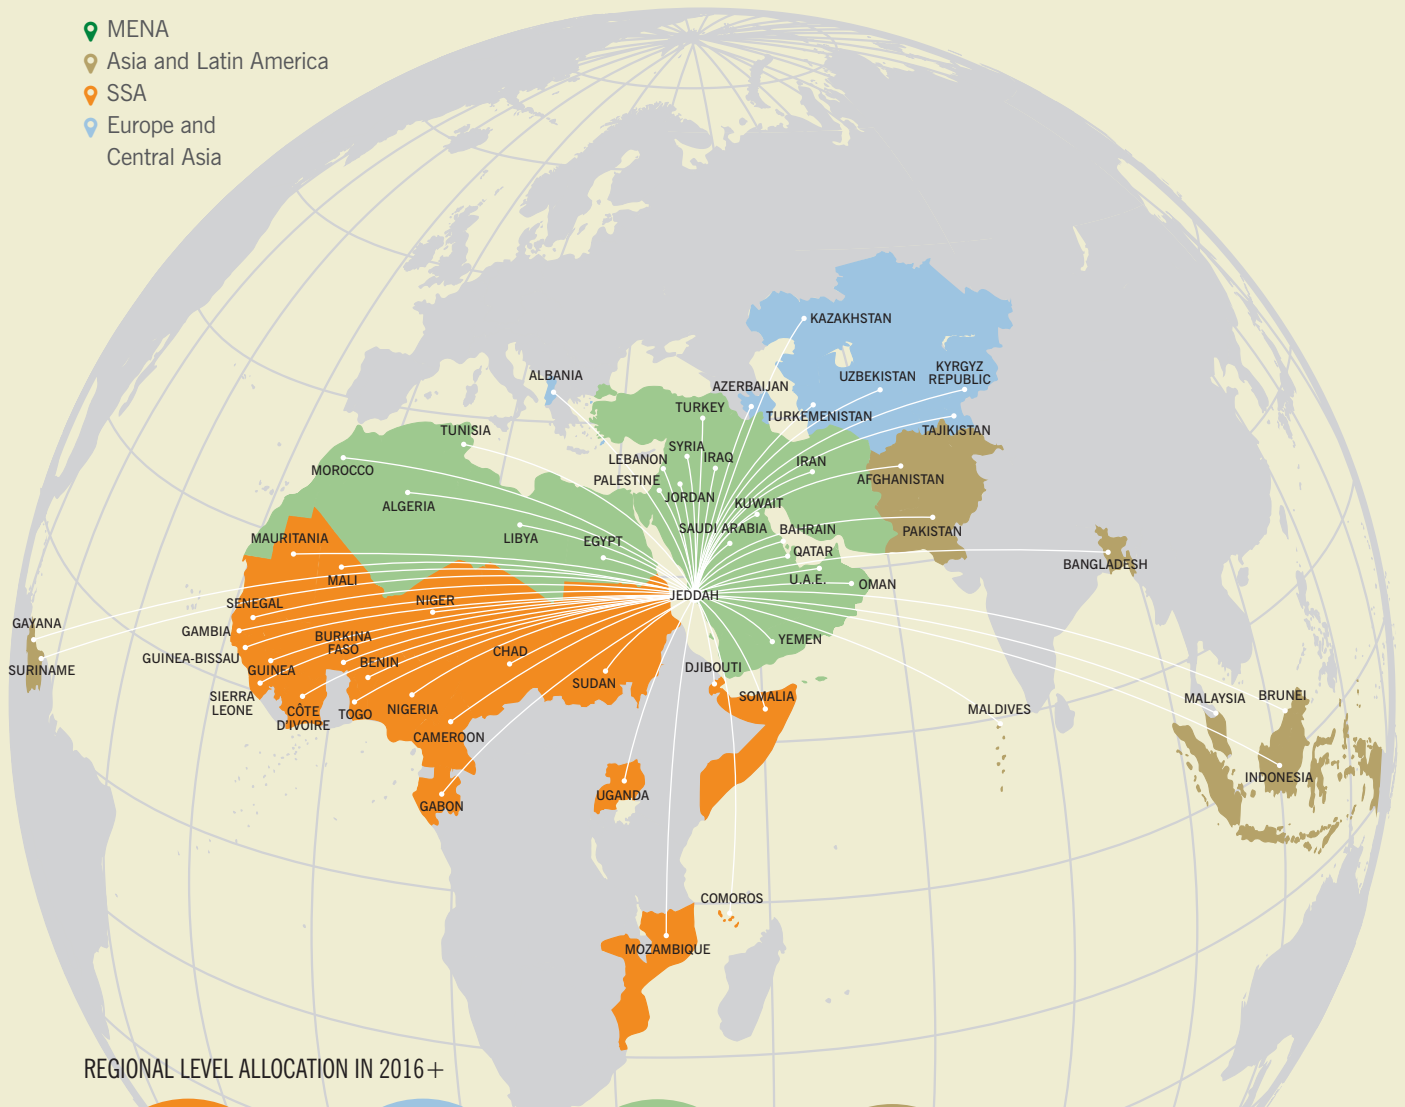 MENA
Asia and Latin America
SSA
Europe and
Central Asia
KAZAKHSTAN
ALBANIA
UZBEKISTAN
KYRGYZ
REPUBLIC
AZERBAIJAN
TURKEY
TURKEMENISTAN
TAJIKISTAN
TUNISIA
SYRIA
IRAQ
LEBANON
IRAN
MOROCCO
PALESTINE
AFGHANISTAN
JORDAN
ALGERIA
KUWAIT
SAUDI ARABIA
BAHRAIN
PAKISTAN
MAURITANIA
LIBYA
EGYPT
QATAR
BANGLADESH
MALI
U.A.E.
OMAN
JEDDAH
SENEGAL
NIGER
GAYANA
GAMBIA
BURKINA
FASO
YEMEN
GUINEA-BISSAU
CHAD
BENIN
SURINAME
GUINEA
DJIBOUTI
SUDAN
SIERRA
LEONE
SOMALIA
MALAYSIA
BRUNEI
CÔTE
D'IVOIRE
TOGO
NIGERIA
MALDIVES
CAMEROON
INDONESIA
UGANDA
GABON
COMOROS
MOZAMBIQUE
REGIONAL LEVEL ALLOCATION IN 2016+